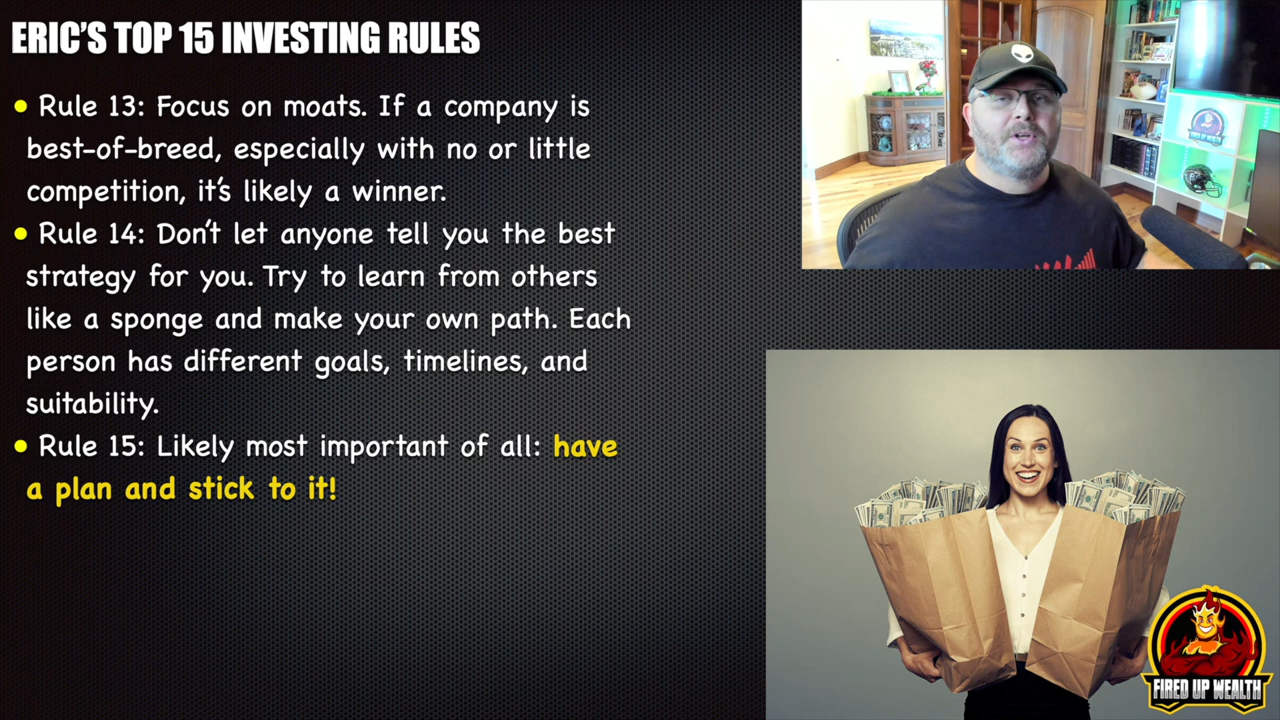 ERIC'S TOP 15 INVESTING RULES
• Rule 13: Focus on moats. If a company is
best-of-breed, especially with no or little
competition, it's likely a winner.
• Rule 14: Don't let anyone tell you the best
strategy for you. Try to learn from others
like a sponge and make your own path. Each
person has different goals, timelines, and
suitability.
• Rule 15: Likely most important of all: have
a plan and stick to it!
FIRED UP WEALTH